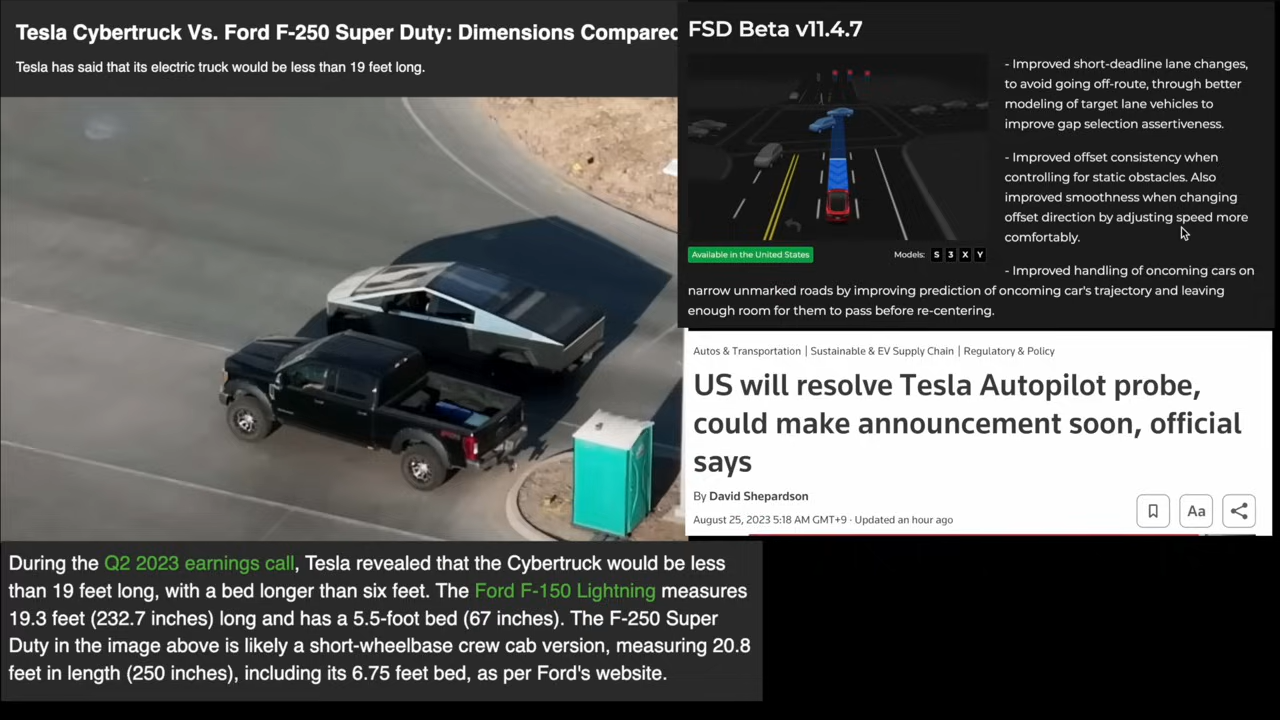 Tesla Cybertruck Vs. Ford F-250 Super Duty: Dimensions Compared
Tesla has said that its electric truck would be less than 19 feet long.
FSD Beta v11.4.7
- Improved short-deadline lane changes,
to avoid going off-route, through better
modeling of target lane vehicles to
improve gap selection assertiveness.
- Improved offset consistency when
controlling for static obstacles. Also
improved smoothness when changing
offset direction by adjusting speed more
comfortably.
Available in the United States
Models: S 3 X Y
- Improved handling of oncoming cars on
narrow unmarked roads by improving prediction of oncoming car's trajectory and leaving
enough room for them to pass before re-centering.
Autos & Transportation | Sustainable & EV Supply Chain | Regulatory & Policy
US will resolve Tesla Autopilot probe,
could make announcement soon, official
says
By David Shepardson
August 25, 2023 5:18 AM GMT+9 · Updated an hour ago
Aa
During the Q2 2023 earnings call, Tesla revealed that the Cybertruck would be less
than 19 feet long, with a bed longer than six feet. The Ford F-150 Lightning measures
19.3 feet (232.7 inches) long and has a 5.5-foot bed (67 inches). The F-250 Super
Duty in the image above is likely a short-wheelbase crew cab version, measuring 20.8
feet in length (250 inches), including its 6.75 feet bed, as per Ford's website.